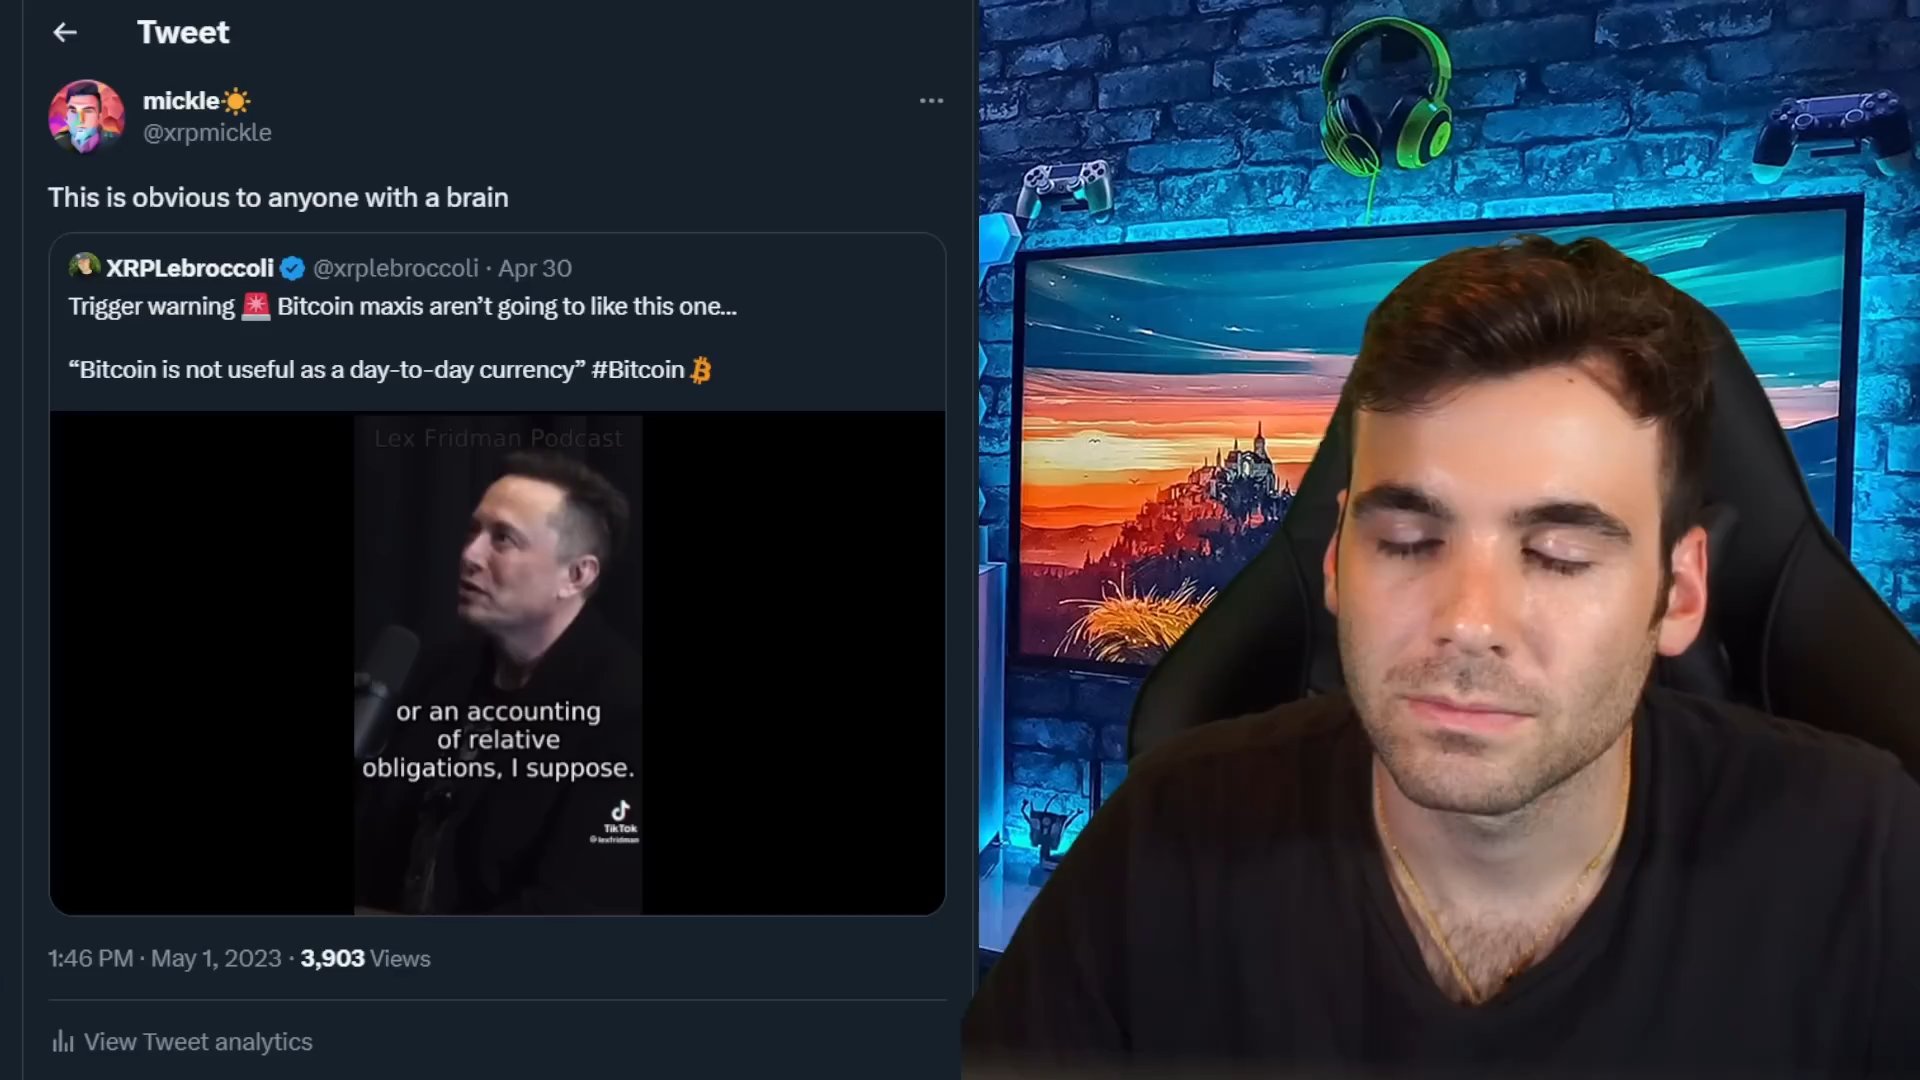 Tweet
mickle☀️
@xrpmickle
This is obvious to anyone with a brain
XRPLebroccoli @xrplebroccoli · Apr 30
Trigger warning 🚨 Bitcoin maxis aren’t going to like this one...
“Bitcoin is not useful as a day-to-day currency” #Bitcoin
Lex Fridman Podcast
or an accounting
of relative
obligations, I suppose.
TikTok
@lexfridman
1:46 PM · May 1, 2023 · 3,903 Views
View Tweet analytics